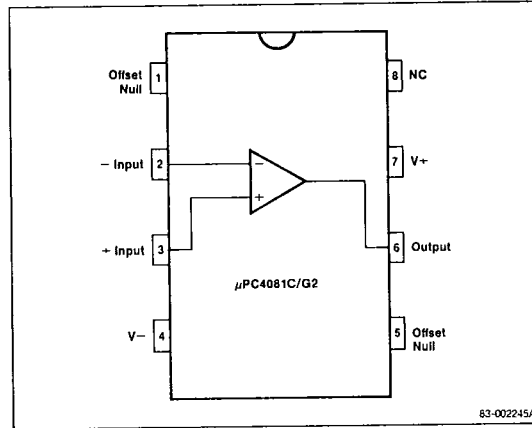 Offset
Null
1
8
NC
− Input
2
−
7
V+
+
+ Input
3
6
Output
μPC4081C/G2
V−
4
5
Offset
Null
83-002245A